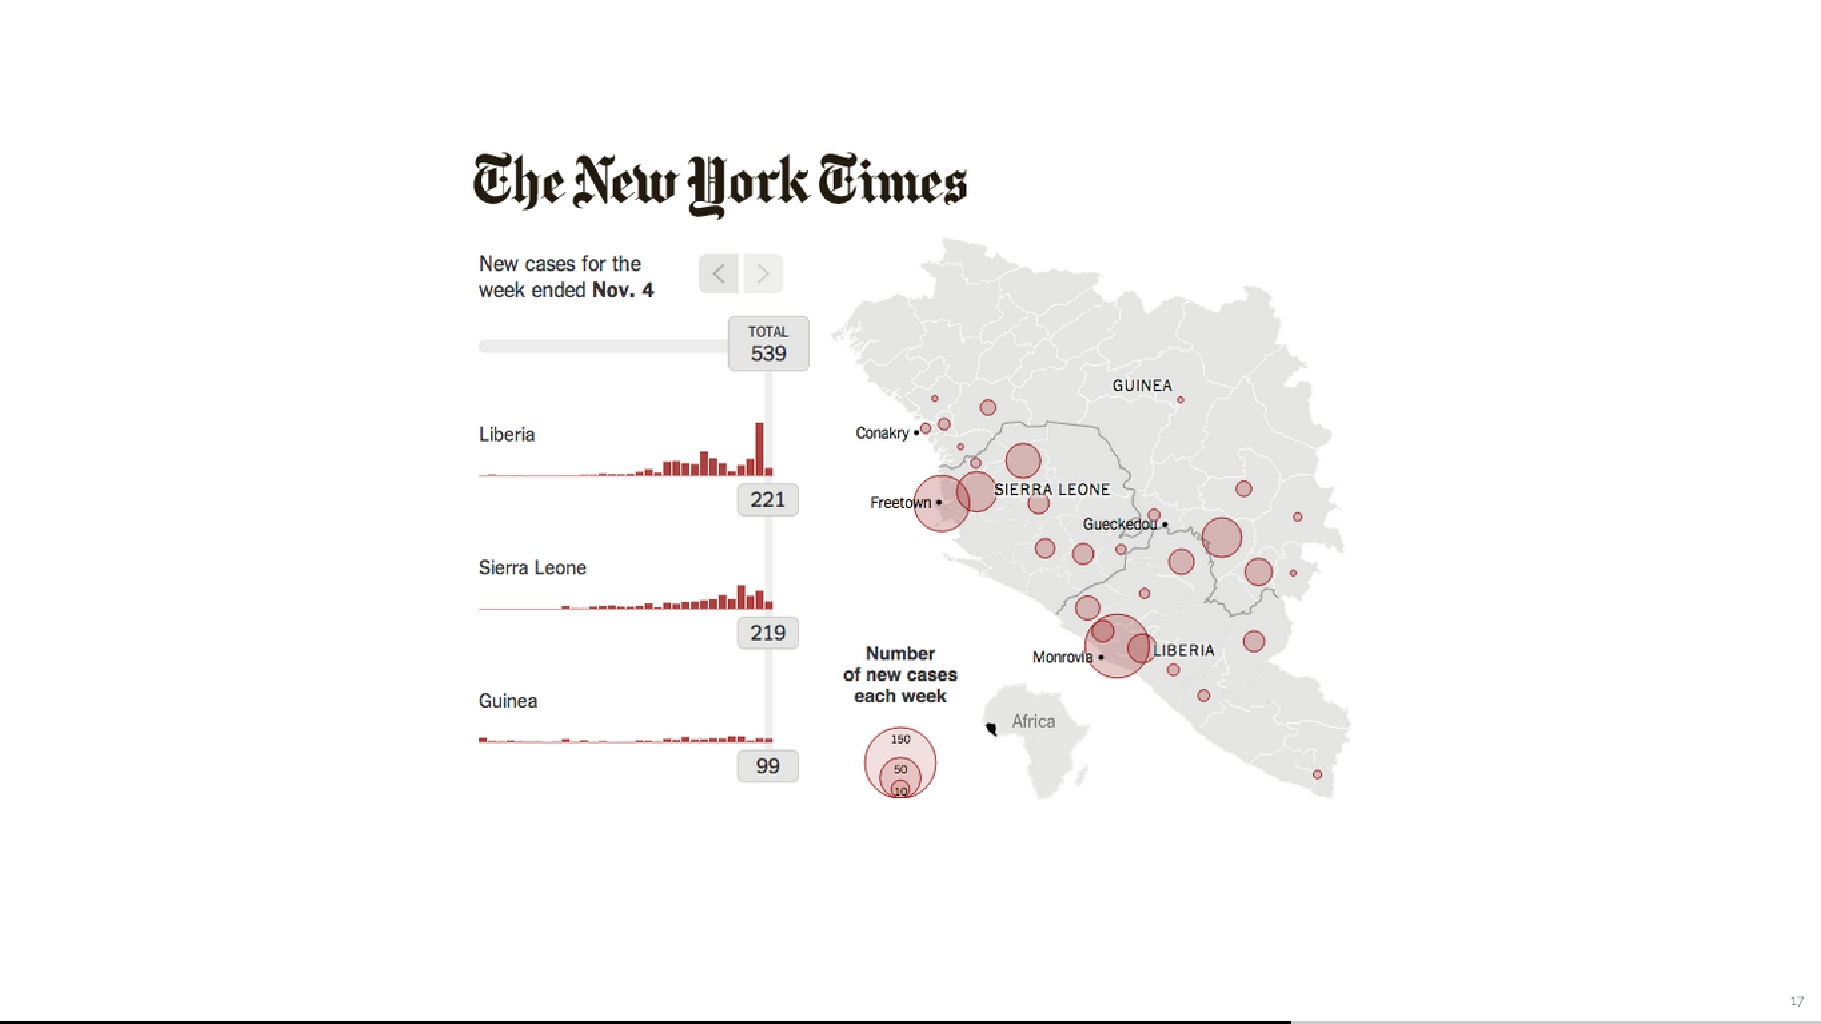 The New York Times
New cases for the
week ended Nov. 4
TOTAL
539
Liberia
221
Sierra Leone
219
Guinea
99
GUINEA
Conakry
SIERRA LEONE
Freetown
Gueckedou
LIBERIA
Monrovia
Number
of new cases
each week
150
50
10
Africa
17